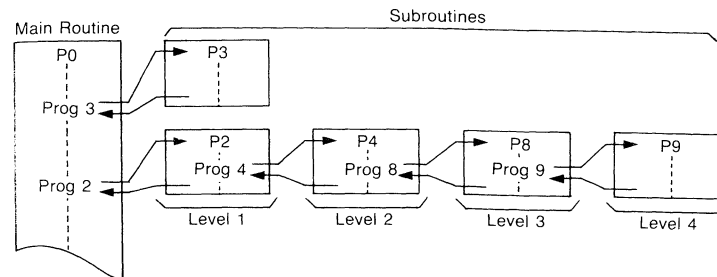 Subroutines
Main Routine
P0
P3
Prog 3
P2
P4
P8
P9
Prog 4
Prog 8
Prog 9
Prog 2
Level 1
Level 2
Level 3
Level 4